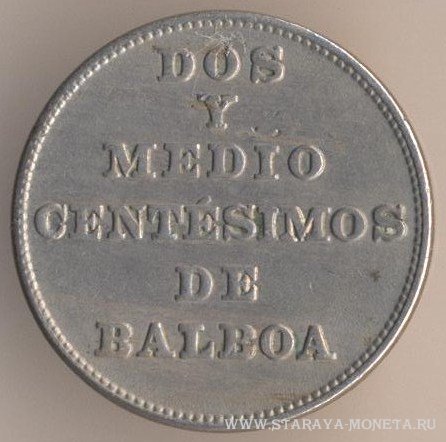 DOS
Y
MEDIO
CENTÉSIMOS
DE
BALBOA
WWW.STARAYA-MONETA.RU